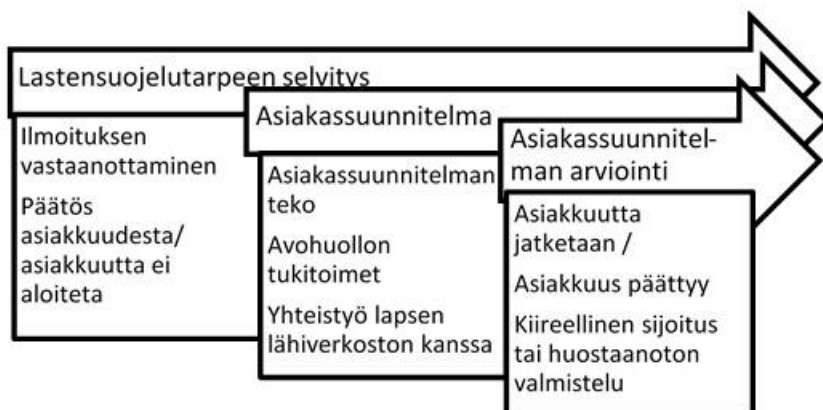 Lastensuojelutarpeen selvitys
Ilmoituksen
vastaanottaminen
Päätös
asiakkuudesta/
asiakkuutta ei
aloiteta
Asiakassuunnitelma
Asiakassuunnitelman
teko
Avohuollon
tukitoimet
Yhteistyö lapsen
lähiverkoston kanssa
Asiakassuunnitel-
man arviointi
Asiakkuutta
jatketaan /
Asiakkuus päättyy
Kiireellinen sijoitus
tai huostaanoton
valmistelu